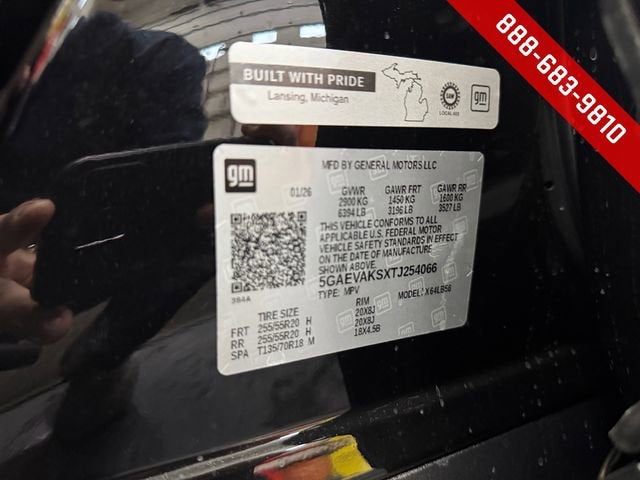 888-683-9810
BUILT WITH PRIDE
Lansing, Michigan
UAW
LOCAL 602
gm
gm
MFD BY GENERAL MOTORS LLC
01/26 GVWR GAWR FRT GAWR RR
2900 KG 1450 KG 1600 KG
6394 LB 3196 LB 3527 LB
THIS VEHICLE CONFORMS TO ALL
APPLICABLE U.S. FEDERAL MOTOR
VEHICLE SAFETY STANDARDS IN EFFECT
ON THE DATE OF MANUFACTURE
SHOWN ABOVE.
5GAEVAKSXTJ254066
TYPE: MPV MODEL: X64LBS6
384A
TIRE SIZE RIM
FRT 255/55R20 H 20X8J
RR 255/55R20 H 20X8J
SPA T135/70R18 M 18X4.5B